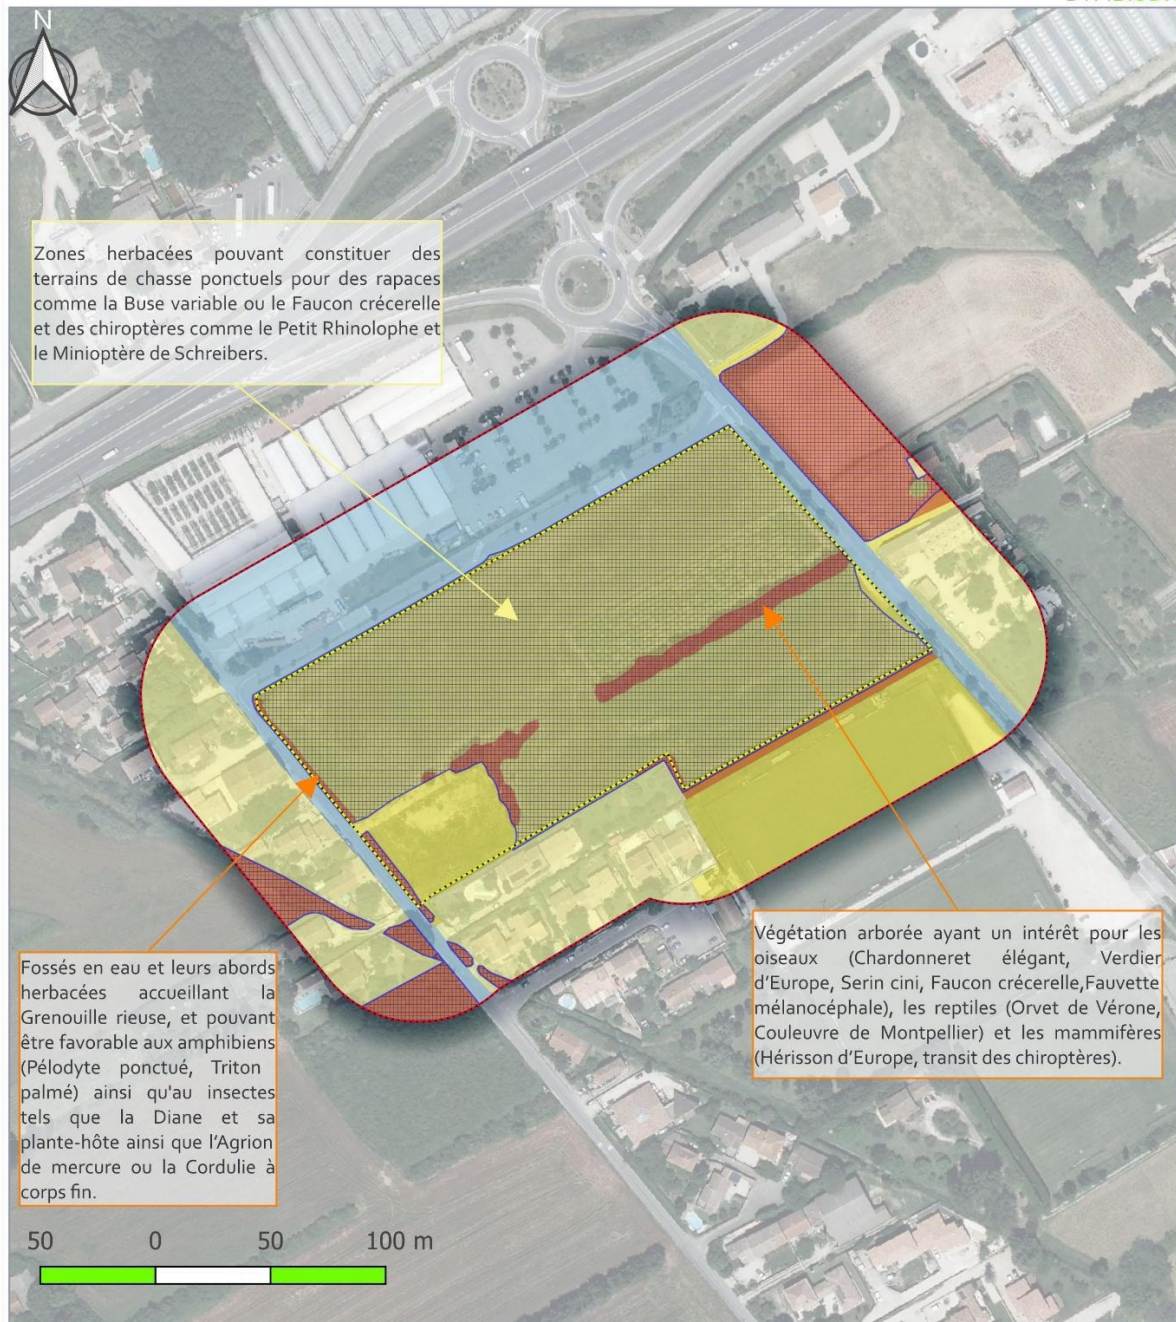 N
Zones herbacées pouvant constituer des
terrains de chasse ponctuels pour des rapaces
comme la Buse variable ou le Faucon crécerelle
et des chiroptères comme le Petit Rhinolophe et
le Minioptère de Schreibers.
Fossés en eau et leurs abords
herbacées accueillant la
Grenouille rieuse, et pouvant
être favorable aux amphibiens
(Pélodyte ponctué, Triton
palmé) ainsi qu'au insectes
tels que la Diane et sa
plante-hôte ainsi que l'Agrion
de mercure ou la Cordulie à
corps fin.
Végétation arborée ayant un intérêt pour les
oiseaux (Chardonneret élégant, Verdier
d'Europe, Serin cini, Faucon crécerelle,Fauvette
mélanocéphale), les reptiles (Orvet de Vérone,
Couleuvre de Montpellier) et les mammifères
(Hérisson d'Europe, transit des chiroptères).
50 0 50 100 m